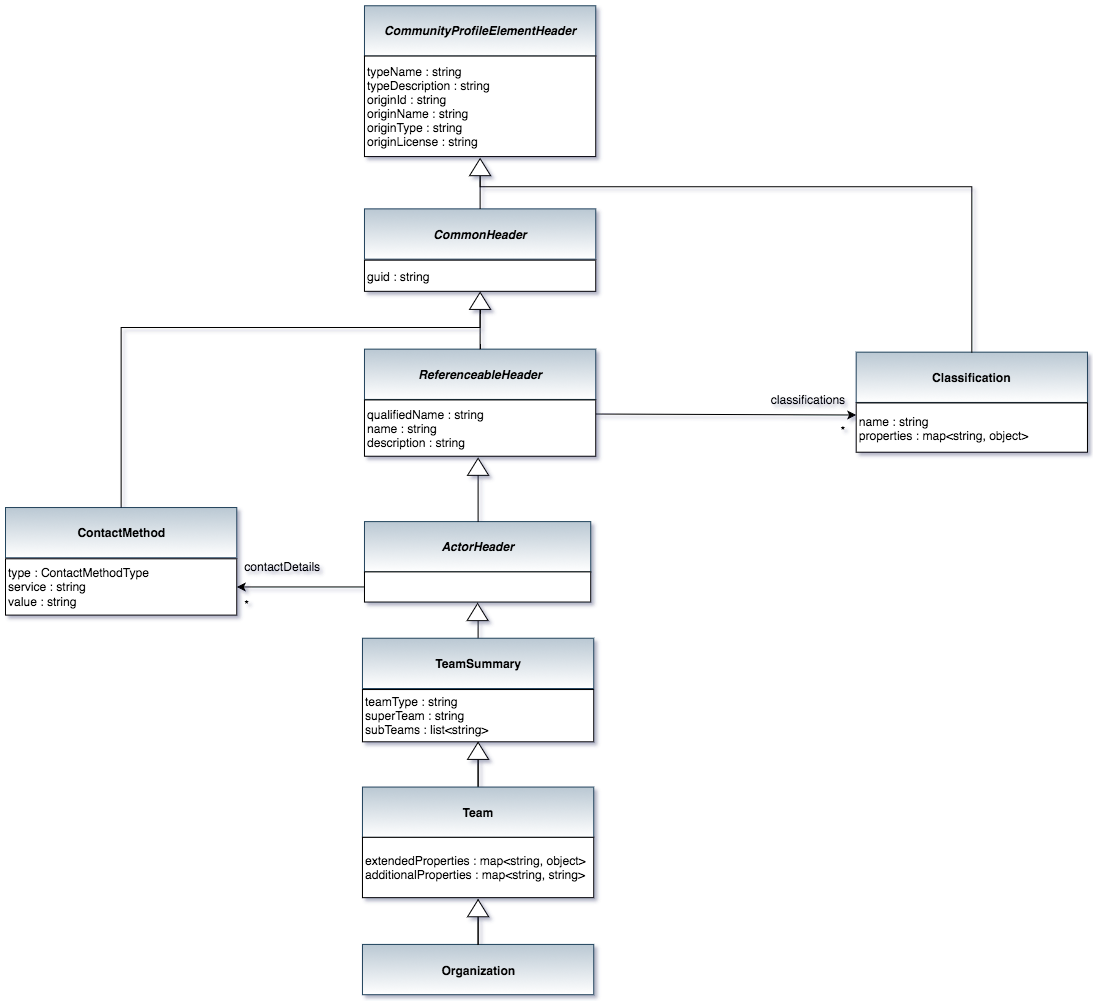 CommunityProfileElementHeader
typeName : string
typeDescription : string
originId : string
originName : string
originType : string
originLicense : string
CommonHeader
guid : string
ReferenceableHeader
qualifiedName : string
name : string
description : string
classifications
*
Classification
name : string
properties : map<string, object>
ContactMethod
type : ContactMethodType
service : string
value : string
contactDetails
*
ActorHeader
TeamSummary
teamType : string
superTeam : string
subTeams : list<string>
Team
extendedProperties : map<string, object>
additionalProperties : map<string, string>
Organization